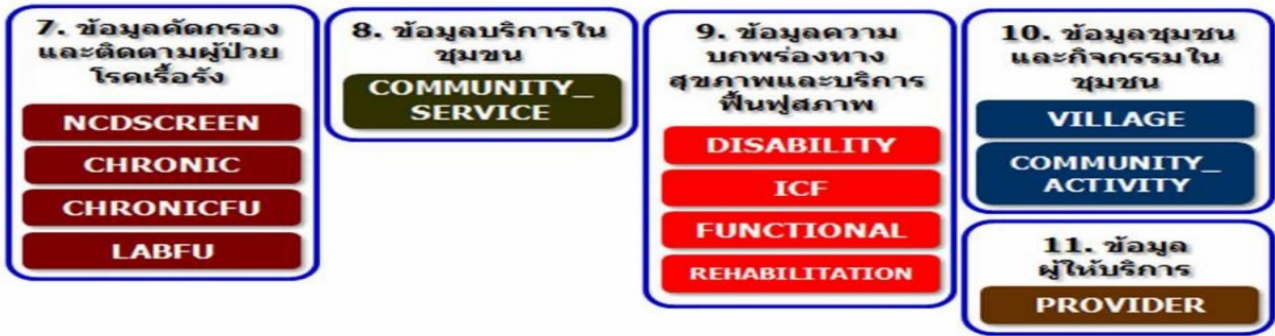 7. ข้อมูลคัดกรอง
และติดตามผู้ป่วย
โรคเรื้อรัง
NCDSCREEN
CHRONIC
CHRONICFU
LABFU
8. ข้อมูลบริการใน
ชุมขน
COMMUNITY_
SERVICE
9. ข้อมูลความ
บกพร่องทาง
สุขภาพและบริการ
ฟื้นฟูสภาพ
DISABILITY
ICF
FUNCTIONAL
REHABILITATION
10. ข้อมูลชุมชน
และกิจกรรมใน
ชุมชน
VILLAGE
COMMUNITY_
ACTIVITY
11. ข้อมูล
ผู้ให้บริการ
PROVIDER